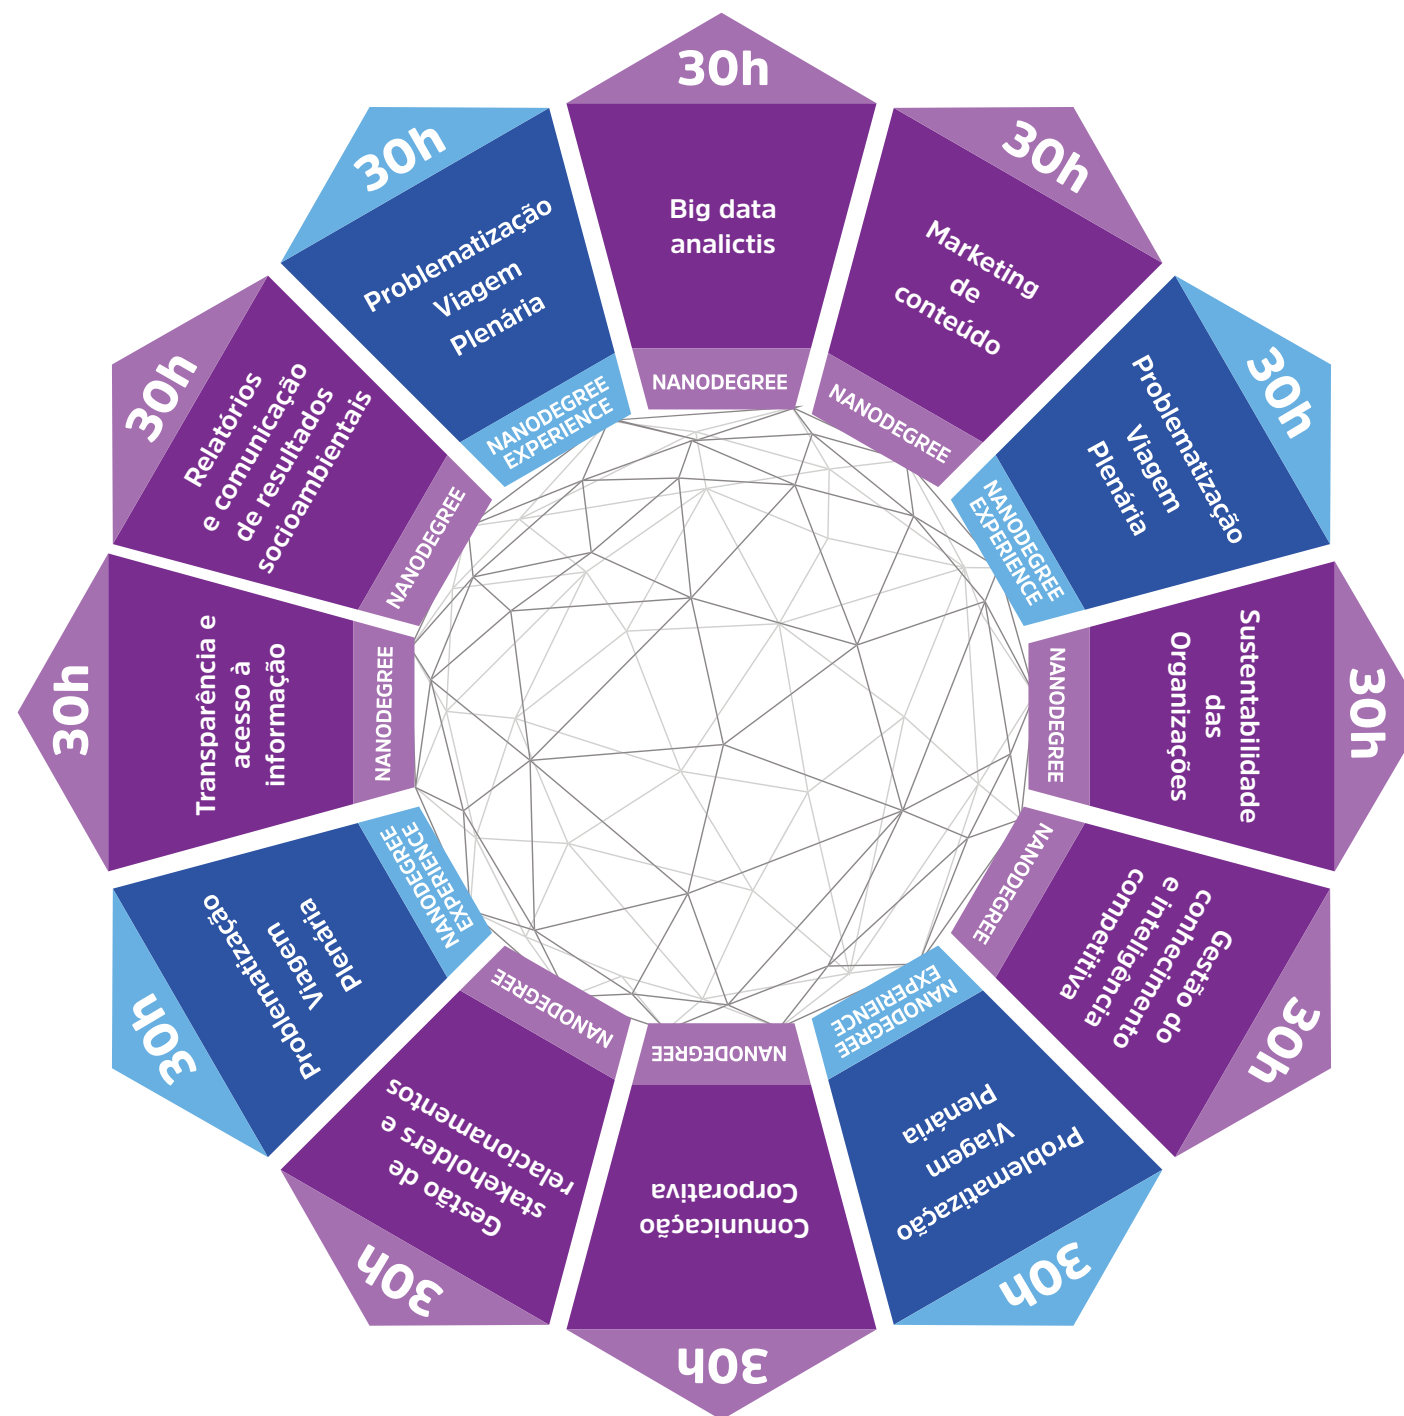 30h
Big data
analictis
NANODEGREE
30h
Marketing
de
conteúdo
NANODEGREE
30h
Problematização
Viagem
Plenária
NANODEGREE
EXPERIENCE
30h
Sustentabilidade
das
Organizações
NANODEGREE
30h
Gestão do
conhecimento
e inteligência
competitiva
NANODEGREE
30h
Problematização
Viagem
Plenária
NANODEGREE
EXPERIENCE
30h
Comunicação
Corporativa
NANODEGREE
30h
Gestão de
stakeholders e
relacionamentos
NANODEGREE
30h
Problematização
Viagem
Plenária
NANODEGREE
EXPERIENCE
30h
Transparência e
acesso à
informação
NANODEGREE
30h
Relatórios
e comunicação
de resultados
socioambientais
NANODEGREE
30h
Problematização
Viagem
Plenária
NANODEGREE
EXPERIENCE